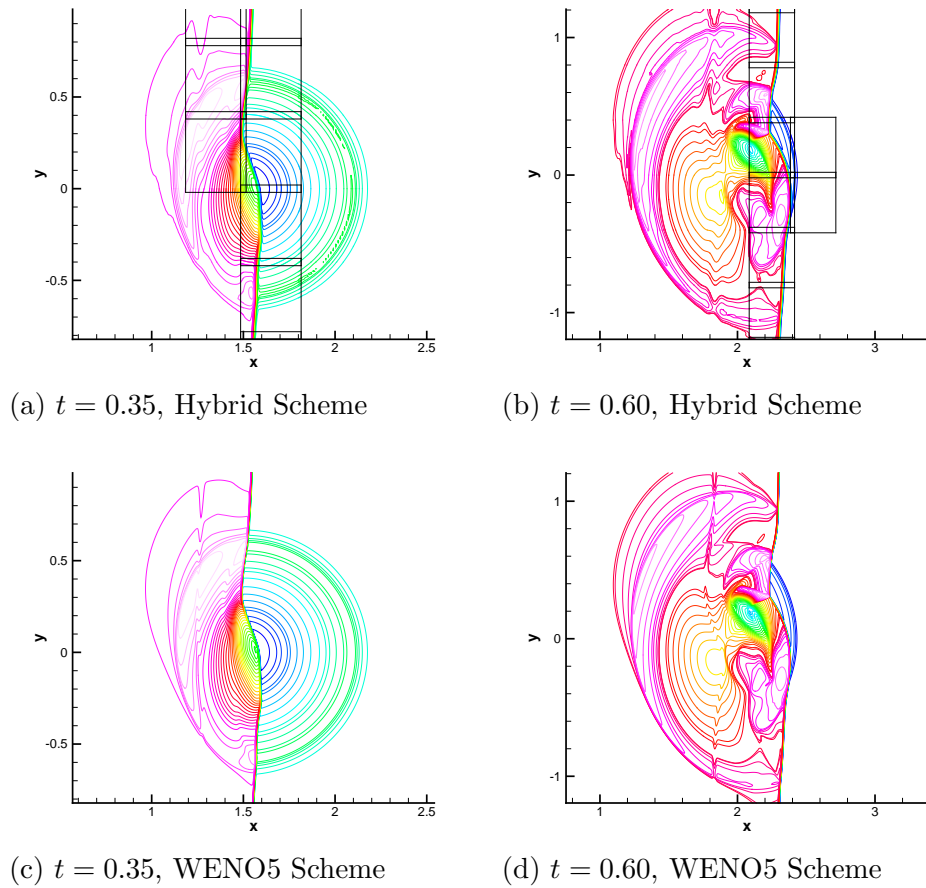 y
0.5
0
-0.5
1
1.5
2
2.5
x
y
1
0
-1
1
2
3
x
(a) t = 0.35, Hybrid Scheme
(b) t = 0.60, Hybrid Scheme
y
0.5
0
-0.5
1
1.5
2
2.5
x
y
1
0
-1
1
2
3
x
(c) t = 0.35, WENO5 Scheme
(d) t = 0.60, WENO5 Scheme